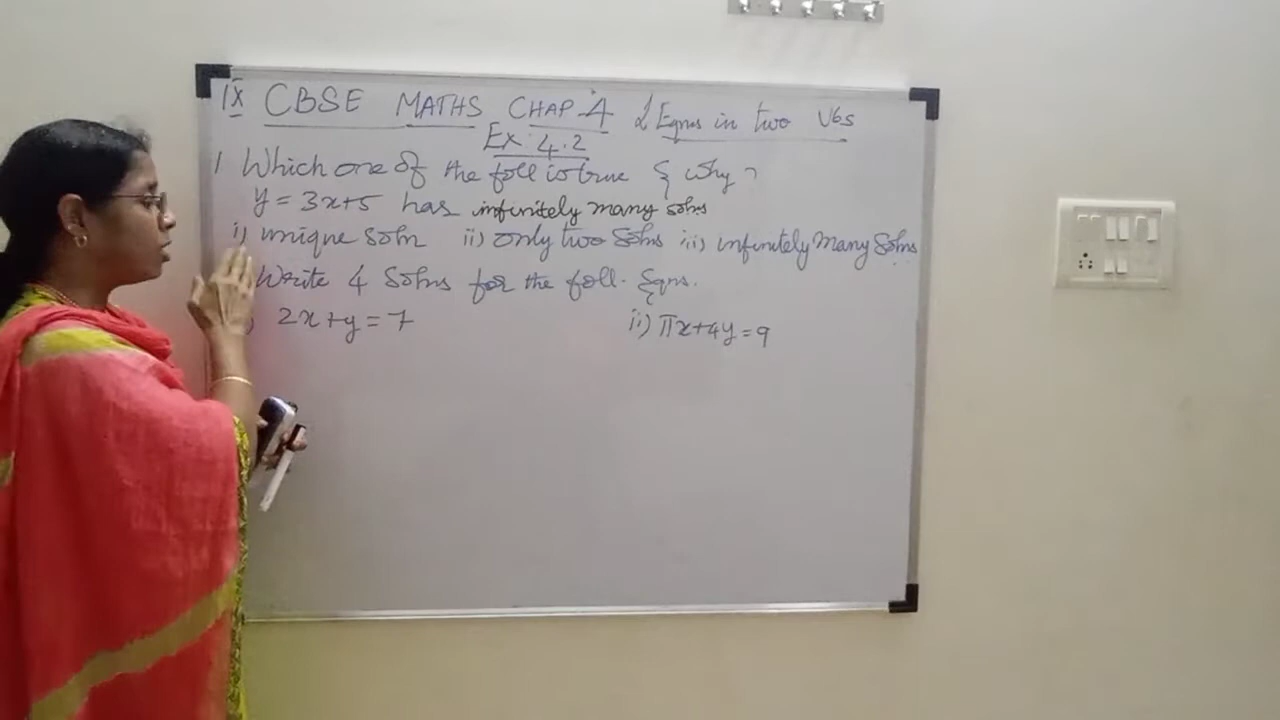 IX CBSE MATHS CHAP-4 L Eqns in two Vbs
Ex 4.2
1 Which one of the foll is true & why ?
y = 3x+5 has infinitely many solns
i) unique soln ii) only two solns iii) infinitely many solns
Write 4 Solns for the foll. Eqns.
) 2x+y=7 ii) πx+4y=9